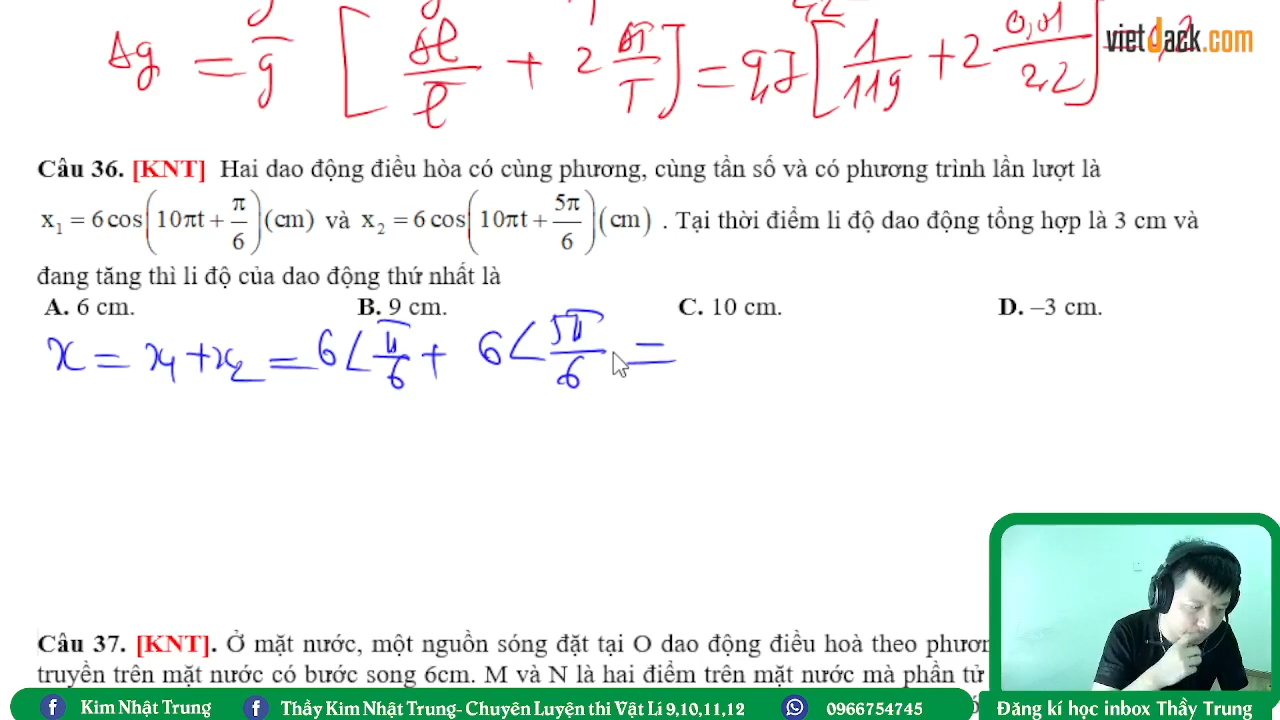 Δg = g̅ [Δl/l̅ + 2 ΔT/T] = 9,7 [1/119 + 2 0,01/2,2]
vietJack.com
Câu 36. [KNT] Hai dao động điều hòa có cùng phương, cùng tần số và có phương trình lần lượt là
x₁ = 6cos(10πt + π/6)(cm) và x₂ = 6cos(10πt + 5π/6)(cm). Tại thời điểm li độ dao động tổng hợp là 3 cm và
đang tăng thì li độ của dao động thứ nhất là
A. 6 cm. B. 9 cm. C. 10 cm. D. –3 cm.
x = x₁ + x₂ = 6∠π/6 + 6∠5π/6 =
Câu 37. [KNT]. Ở mặt nước, một nguồn sóng đặt tại O dao động điều hoà theo phươn
truyền trên mặt nước có bước song 6cm. M và N là hai điểm trên mặt nước mà phần tử
Kim Nhật Trung
Thầy Kim Nhật Trung- Chuyên Luyện thi Vật Lí 9,10,11,12
0966754745
Đăng kí học inbox Thầy Trung